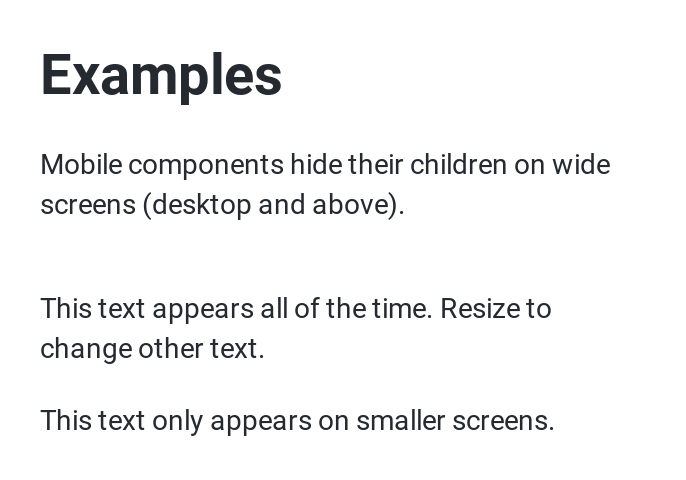 Examples
Mobile components hide their children on wide
screens (desktop and above).
This text appears all of the time. Resize to
change other text.
This text only appears on smaller screens.